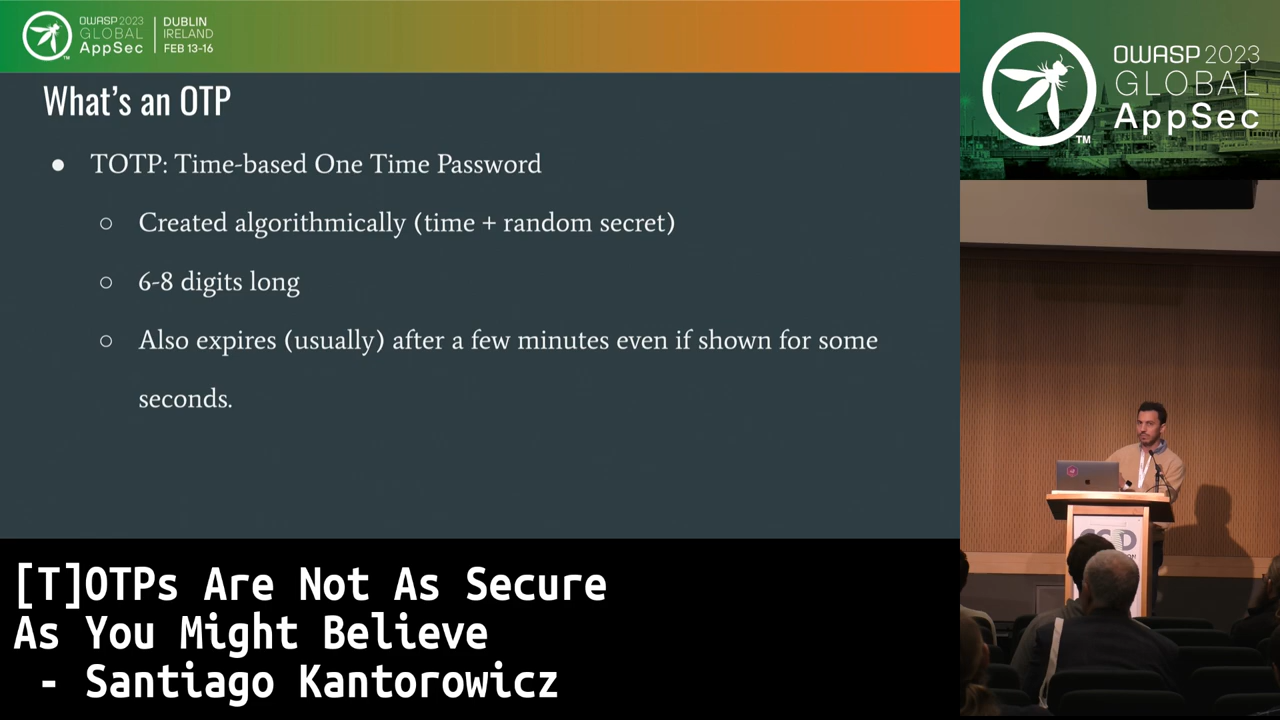 OWASP 2023
GLOBAL
AppSec
DUBLIN
IRELAND
FEB 13-16
TM
What's an OTP
● TOTP: Time-based One Time Password
○ Created algorithmically (time + random secret)
○ 6-8 digits long
○ Also expires (usually) after a few minutes even if shown for some
seconds.
OWASP 2023
GLOBAL
AppSec
TM
[T]OTPs Are Not As Secure
As You Might Believe
- Santiago Kantorowicz